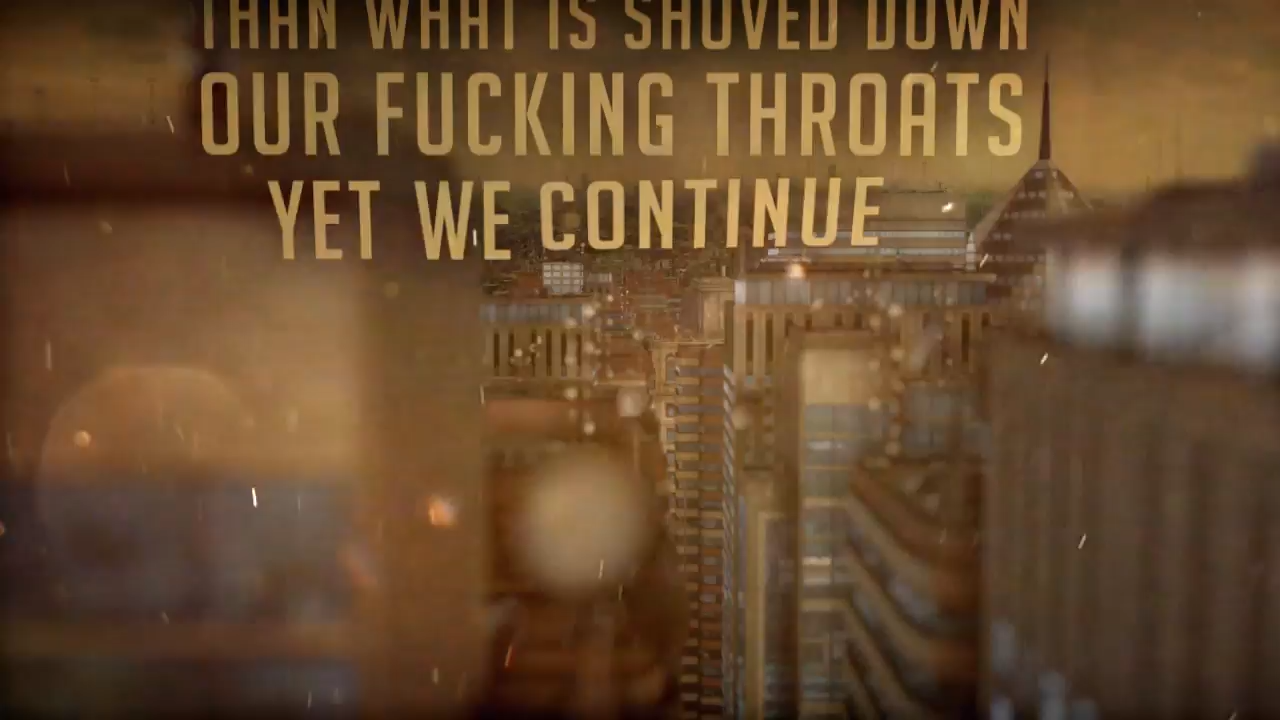 THAN WHAT IS SHOVED DOWN
OUR FUCKING THROATS
YET WE CONTINUE